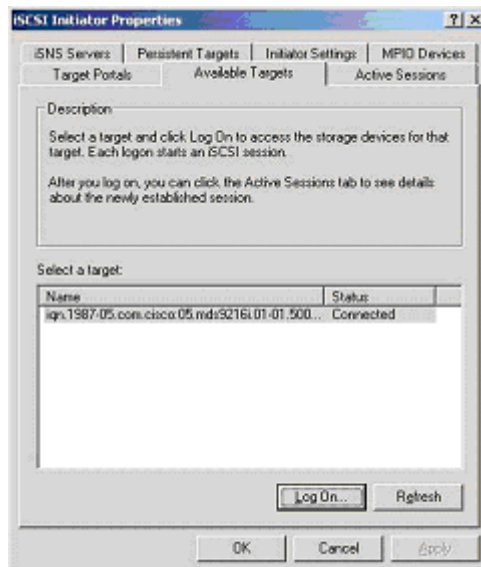 iSCSI Initiator Properties
iSNS Servers Persistent Targets Initiator Settings MPIO Devices
Target Portals Available Targets Active Sessions
Description
Select a target and click Log On to access the storage devices for that
target. Each logon starts an iSCSI session.
After you log on, you can click the Active Sessions tab to see details
about the newly established session.
Select a target:
Name Status
iqn.1987-05.com.cisco:05.mds9216i.01-01.500... Connected
Log On... Refresh
OK Cancel Apply